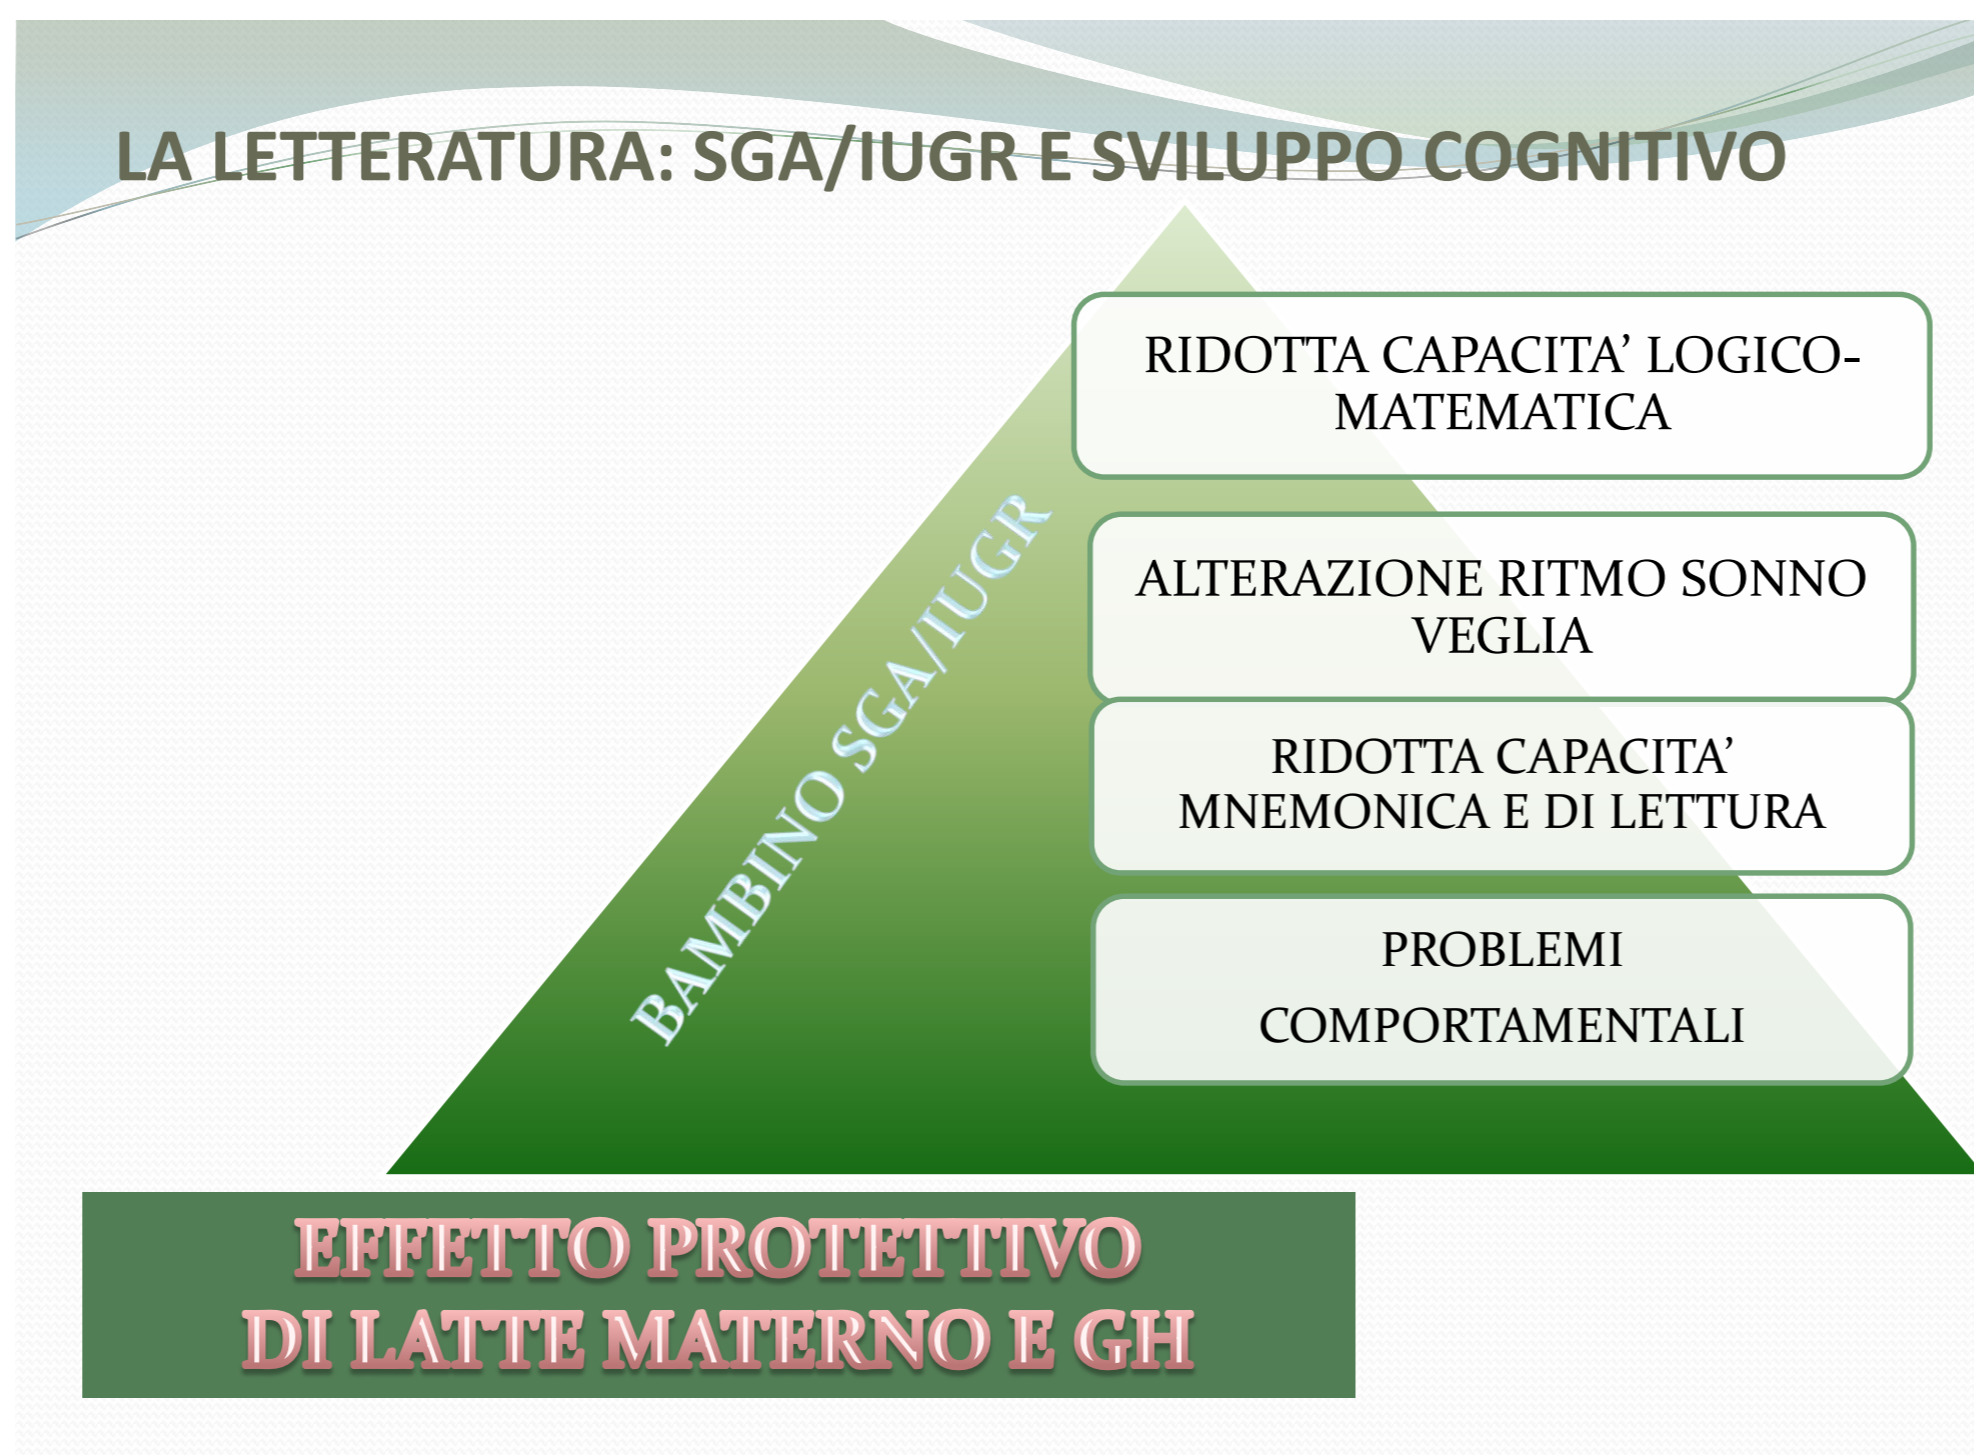 LA LETTERATURA: SGA/IUGR E SVILUPPO COGNITIVO
RIDOTTA CAPACITA’ LOGICO-
MATEMATICA
ALTERAZIONE RITMO SONNO
VEGLIA
RIDOTTA CAPACITA’
MNEMONICA E DI LETTURA
PROBLEMI
COMPORTAMENTALI
BAMBINO SGA/IUGR
EFFETTO PROTETTIVO
DI LATTE MATERNO E GH